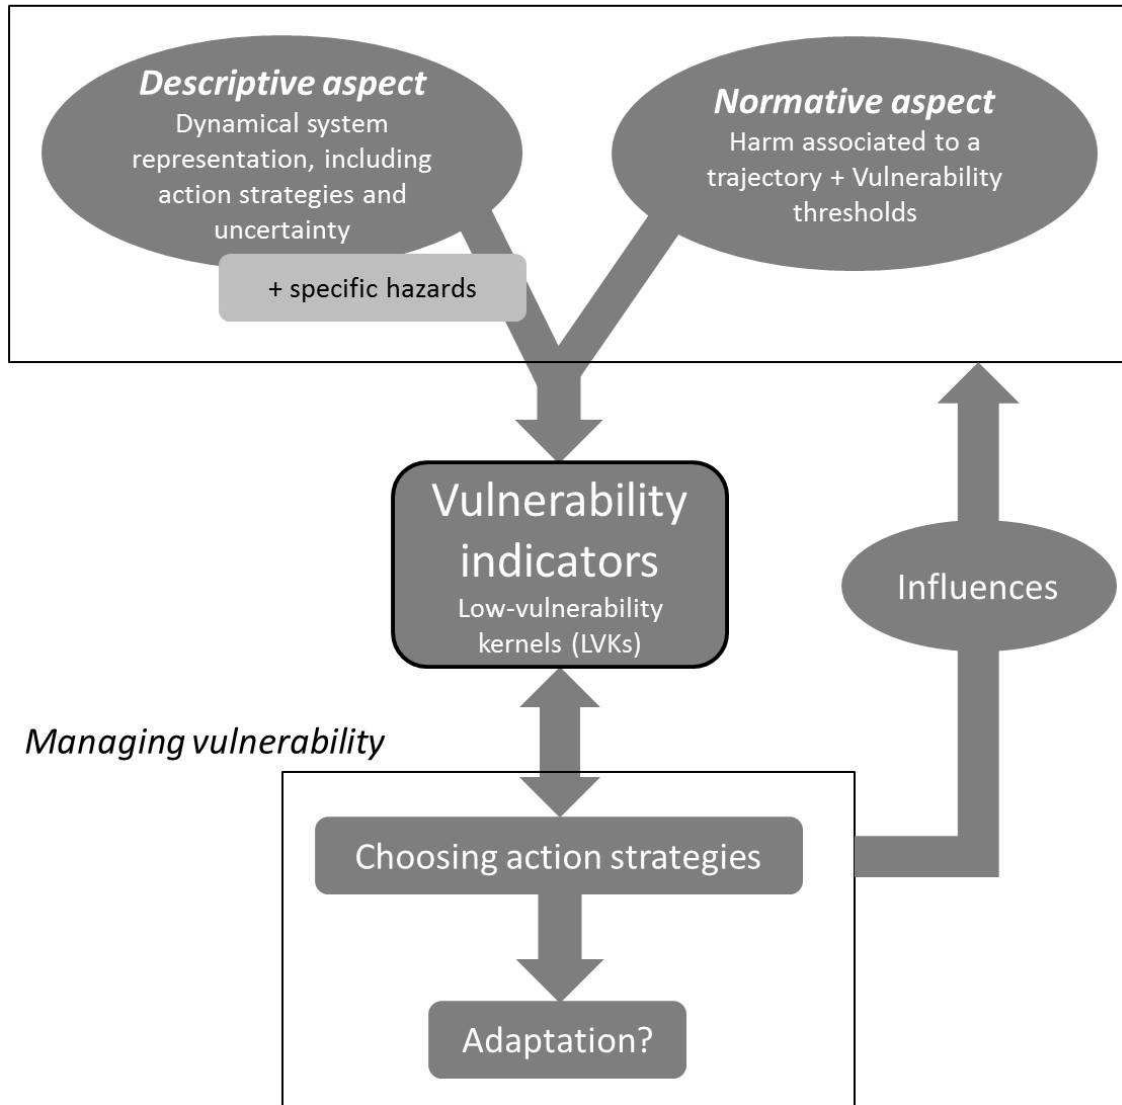 Descriptive aspect
Dynamical system
representation, including
action strategies and
uncertainty
+ specific hazards
Normative aspect
Harm associated to a
trajectory + Vulnerability
thresholds
Vulnerability
indicators
Low-vulnerability
kernels (LVKs)
Influences
Managing vulnerability
Choosing action strategies
Adaptation?